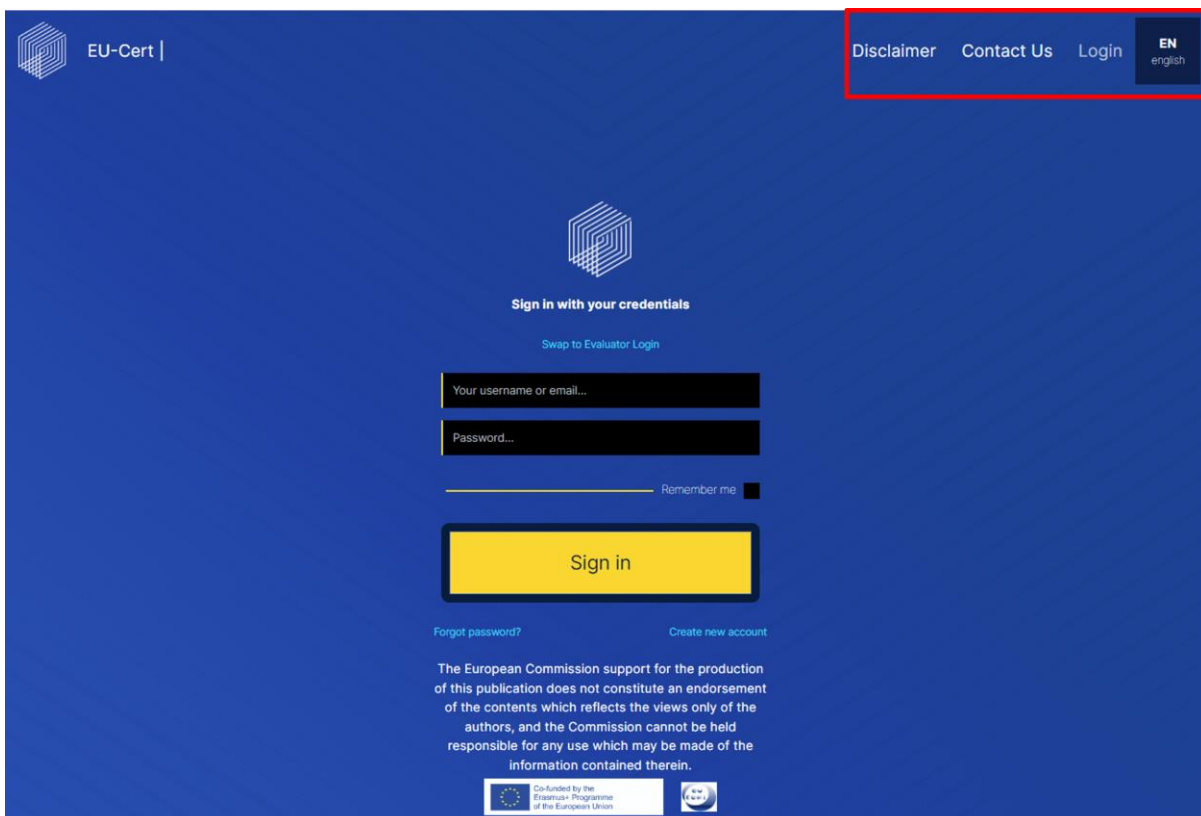 EU-Cert |
Disclaimer Contact Us Login EN
english
Sign in with your credentials
Swap to Evaluator Login
Your username or email...
Password...
Remember me
Sign in
Forgot password? Create new account
The European Commission support for the production
of this publication does not constitute an endorsement
of the contents which reflects the views only of the
authors, and the Commission cannot be held
responsible for any use which may be made of the
information contained therein.
Co-funded by the
Erasmus+ Programme
of the European Union